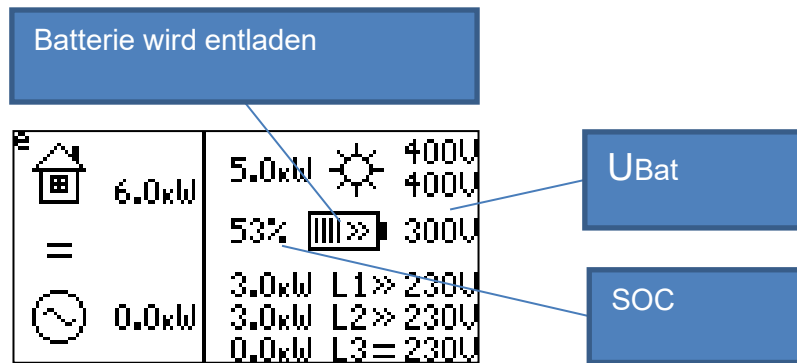 Batterie wird entladen
e
6.0kW
=
0.0kW
5.0kW 400V
400V
53% >> 300V
3.0kW L1>> 230V
3.0kW L2>> 230V
0.0kW L3= 230V
UBat
SOC